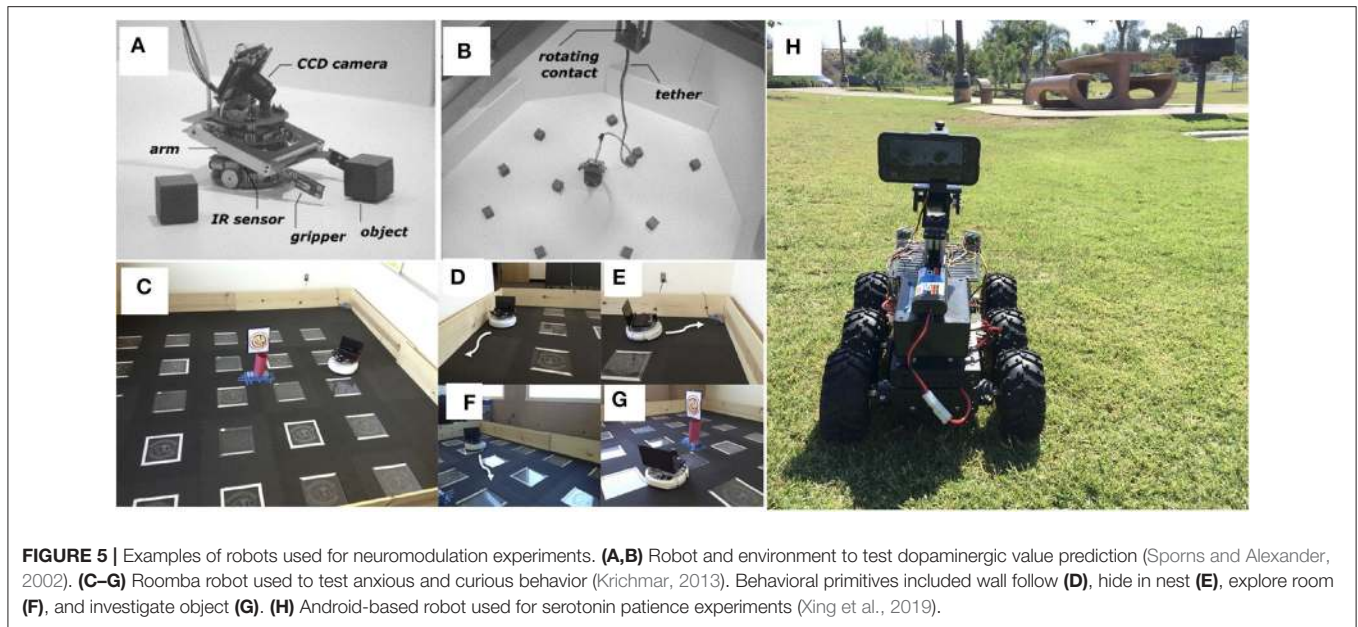 A
CCD camera
arm
IR sensor
gripper
object
B
rotating
contact
tether
C
D
E
F
G
H
FIGURE 5 | Examples of robots used for neuromodulation experiments. (A,B) Robot and environment to test dopaminergic value prediction (Sporns and Alexander,
2002). (C–G) Roomba robot used to test anxious and curious behavior (Krichmar, 2013). Behavioral primitives included wall follow (D), hide in nest (E), explore room
(F), and investigate object (G). (H) Android-based robot used for serotonin patience experiments (Xing et al., 2019).